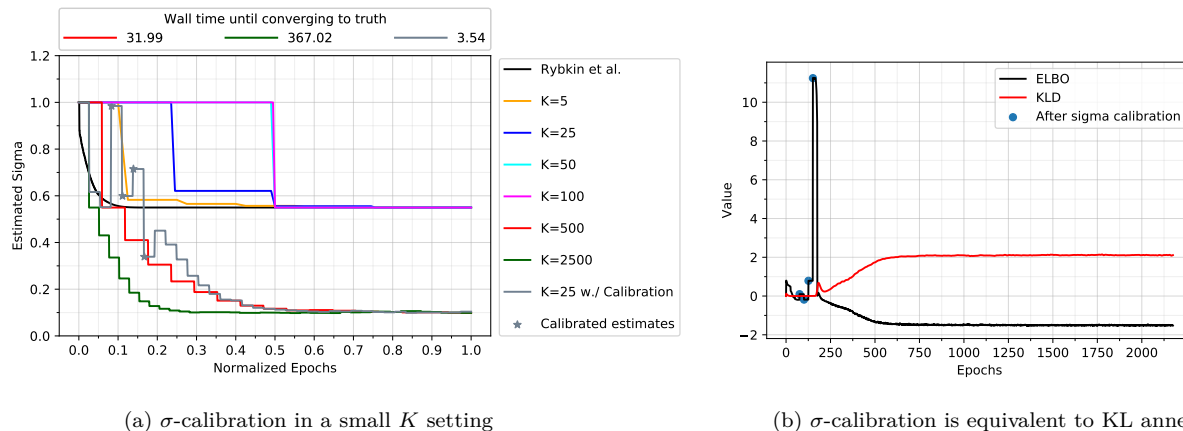 Wall time until converging to truth
31.99 367.02 3.54
1.2
1.0
0.8
0.6
0.4
0.2
0.0
Estimated Sigma
0.0 0.1 0.2 0.3 0.4 0.5 0.6 0.7 0.8 0.9 1.0
Normalized Epochs
Rybkin et al.
K=5
K=25
K=50
K=100
K=500
K=2500
K=25 w./ Calibration
Calibrated estimates
(a) σ-calibration in a small K setting
10
8
6
4
2
0
−2
Value
ELBO
KLD
After sigma calibration
0 250 500 750 1000 1250 1500 1750 2000
Epochs
(b) σ-calibration is equivalent to KL anne